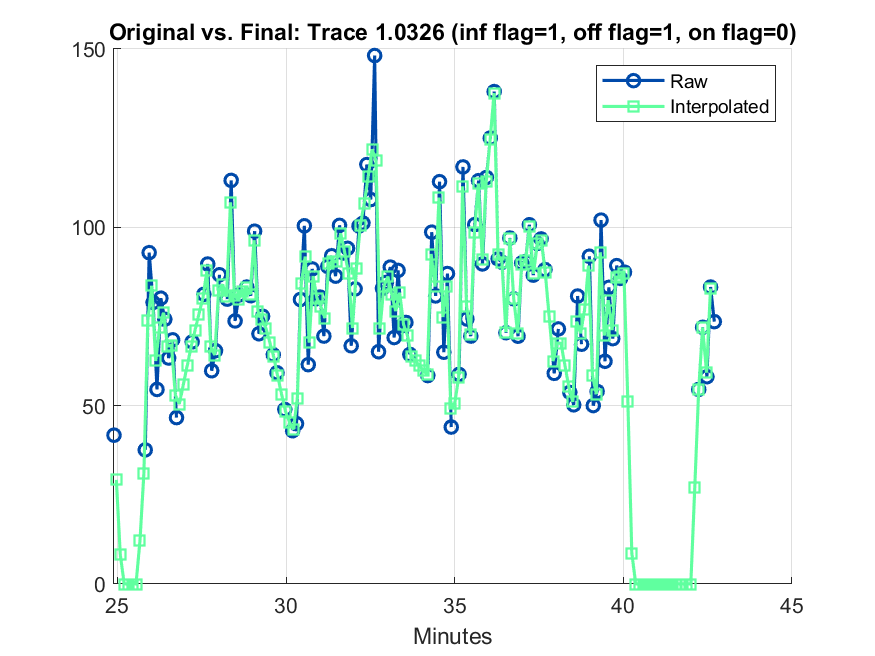 Original vs. Final: Trace 1.0326 (inf flag=1, off flag=1, on flag=0)
150
100
50
0
Raw
Interpolated
25 30 35 40 45
Minutes